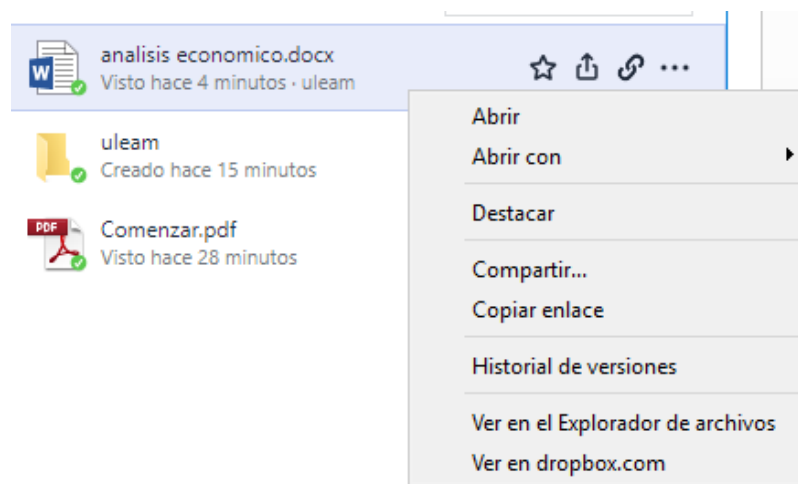 analisis economico.docx
Visto hace 4 minutos · uleam
uleam
Creado hace 15 minutos
PDF
Comenzar.pdf
Visto hace 28 minutos
Abrir
Abrir con
Destacar
Compartir...
Copiar enlace
Historial de versiones
Ver en el Explorador de archivos
Ver en dropbox.com